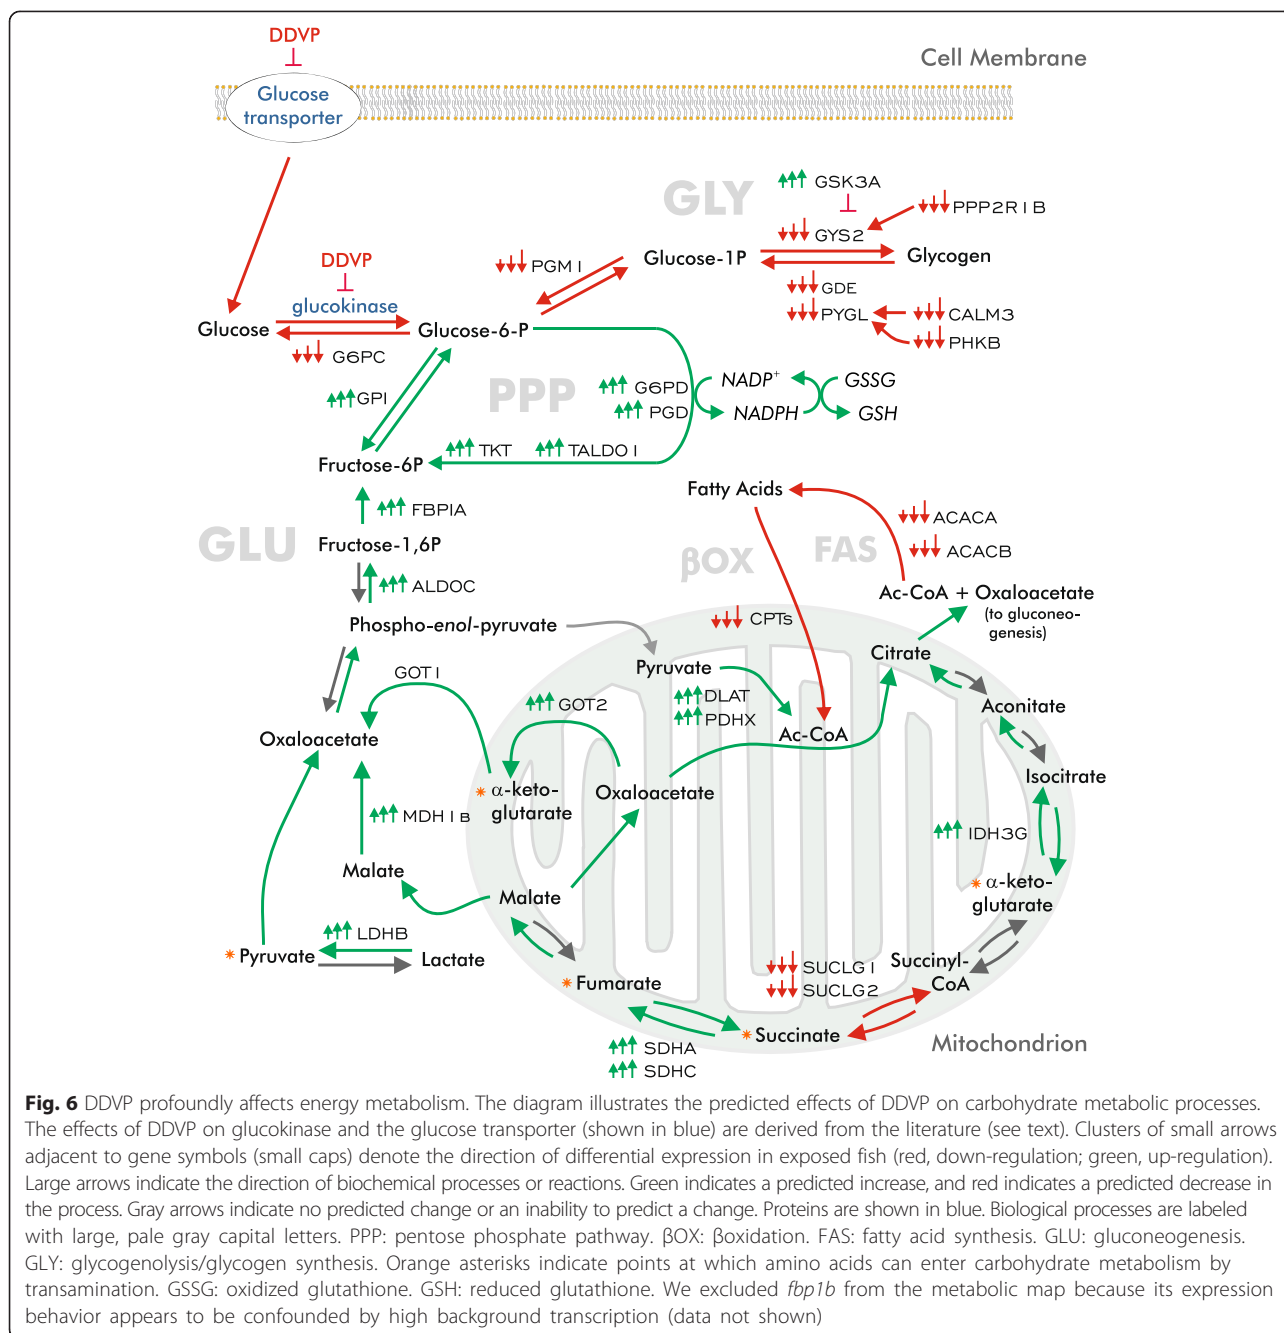 DDVP
Cell Membrane
Glucose
transporter
GLY
GSK3A
PPP2R1B
GYS2
PGM1
Glucose-1P
Glycogen
GDE
PYGL
CALM3
PHKB
DDVP
glucokinase
Glucose
Glucose-6-P
G6PC
GPI
PPP
G6PD
PGD
NADP+
GSSG
NADPH
GSH
TKT
TALDO1
Fructose-6P
Fatty Acids
FBPIA
ACACA
ACACB
GLU
Fructose-1,6P
βOX
FAS
ALDOC
Ac-CoA + Oxaloacetate
(to gluconeo-
genesis)
Phospho-enol-pyruvate
CPTs
Citrate
Pyruvate
GOT1
GOT2
DLAT
PDHX
Aconitate
Oxaloacetate
Ac-CoA
Isocitrate
* α-keto-
glutarate
Oxaloacetate
MDH1B
IDH3G
Malate
Malate
* α-keto-
glutarate
LDHB
* Pyruvate
Lactate
* Fumarate
SUCLG1
SUCLG2
Succinyl-
CoA
* Succinate
SDHA
SDHC
Mitochondrion
Fig. 6 DDVP profoundly affects energy metabolism. The diagram illustrates the predicted effects of DDVP on carbohydrate metabolic processes.
The effects of DDVP on glucokinase and the glucose transporter (shown in blue) are derived from the literature (see text). Clusters of small arrows
adjacent to gene symbols (small caps) denote the direction of differential expression in exposed fish (red, down-regulation; green, up-regulation).
Large arrows indicate the direction of biochemical processes or reactions. Green indicates a predicted increase, and red indicates a predicted decrease in
the process. Gray arrows indicate no predicted change or an inability to predict a change. Proteins are shown in blue. Biological processes are labeled
with large, pale gray capital letters. PPP: pentose phosphate pathway. βOX: βoxidation. FAS: fatty acid synthesis. GLU: gluconeogenesis.
GLY: glycogenolysis/glycogen synthesis. Orange asterisks indicate points at which amino acids can enter carbohydrate metabolism by
transamination. GSSG: oxidized glutathione. GSH: reduced glutathione. We excluded fbp1b from the metabolic map because its expression
behavior appears to be confounded by high background transcription (data not shown)